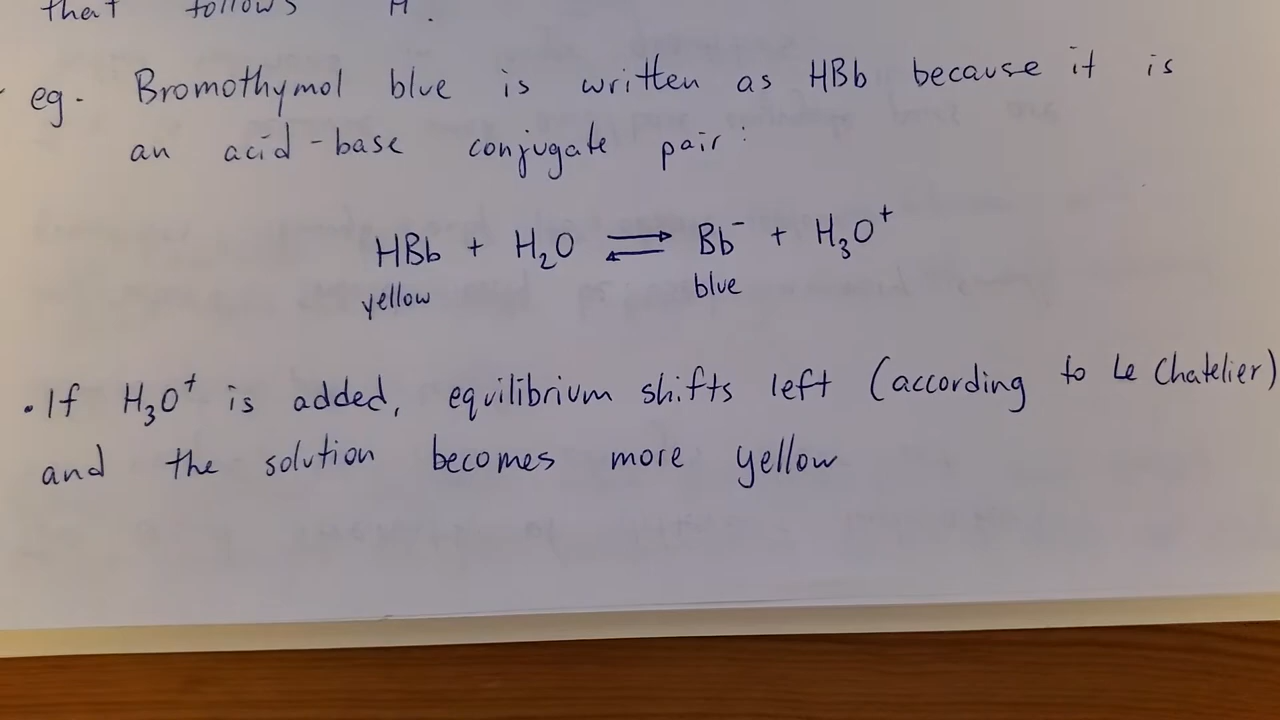 that follows H.
eg. Bromothymol blue is written as HBb because it is
an acid-base conjugate pair:
HBb + H₂O ⇌ Bb⁻ + H₃O⁺
yellow blue
• If H₃O⁺ is added, equilibrium shifts left (according to Le Chatelier)
and the solution becomes more yellow